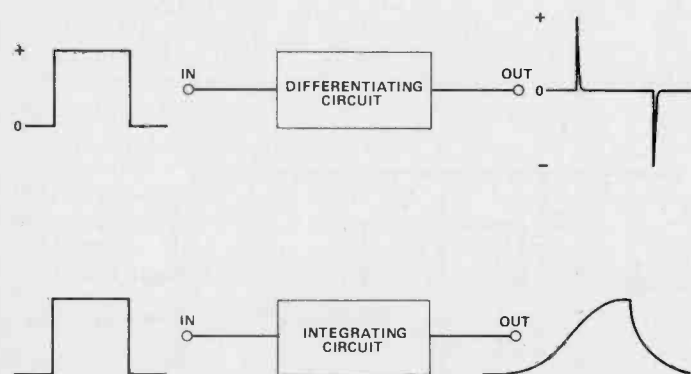 +
0
IN
DIFFERENTIATING
CIRCUIT
OUT
+
0
−
IN
INTEGRATING
CIRCUIT
OUT